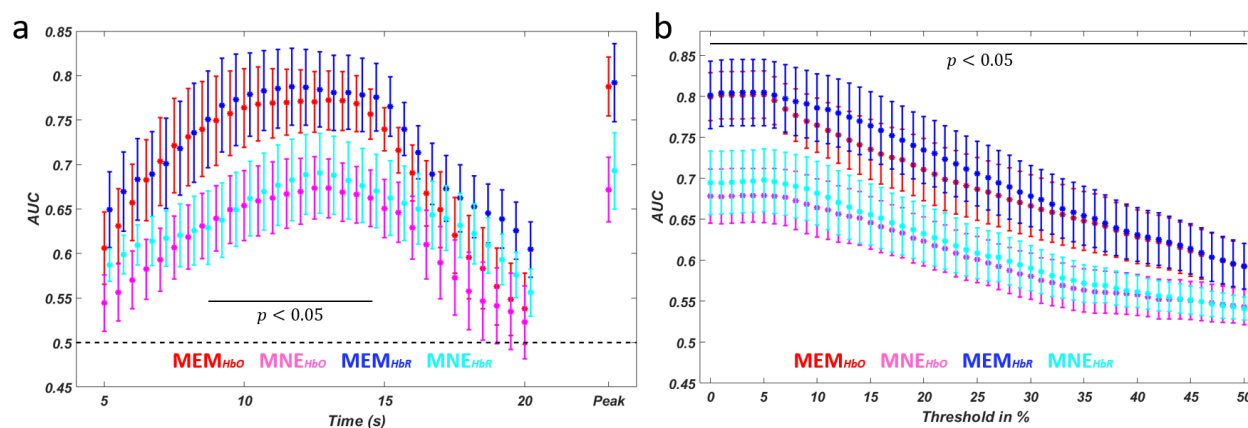 a
0.85
0.8
0.75
0.7
0.65
0.6
0.55
0.5
0.45
AUC
p < 0.05
MEMHbO MNEHbO MEMHbR MNEHbR
5 10 15 20 Peak
Time (s)
b
0.85
0.8
0.75
0.7
0.65
0.6
0.55
0.5
0.45
AUC
p < 0.05
MEMHbO MNEHbO MEMHbR MNEHbR
0 5 10 15 20 25 30 35 40 45 50
Threshold in %